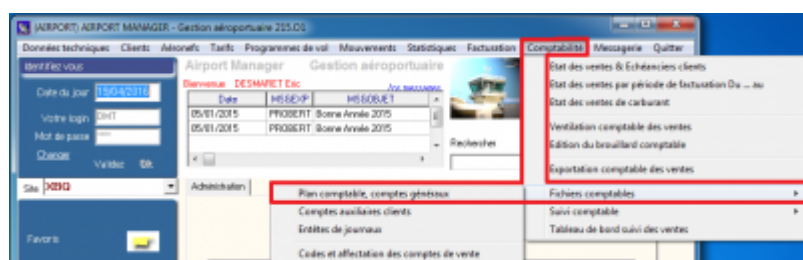 (AIRPORT) AIRPORT MANAGER - Gestion aéroportuaire 215.01
Données techniques Clients Aéronefs Tarifs Programmes de vol Mouvements Statistiques Facturation Comptabilité Messagerie Quitter
Identifiez vous
Airport Manager Gestion aéroportuaire
Bienvenue DESMARET Eric
Date du jour 15/04/2016
Votre login DMT
Mot de passe
Changer Validez Ok
Date MSGEXP MSGOBJET
05/01/2015 PROBERT Bonne Année 2015
05/01/2015 PROBERT Bonne Année 2015
Rechercher
Site
Administration
Favoris
Etat des ventes & Echéanciers clients
Etat des ventes par période de facturation Du ... au
Etat des ventes de carburant
Ventilation comptable des ventes
Edition du brouillard comptable
Exportation comptable des ventes
Fichiers comptables
Suivi comptable
Tableau de bord suivi des ventes
Plan comptable, comptes généraux
Comptes auxiliaires clients
Entêtes de journaux
Codes et affectation des comptes de vente